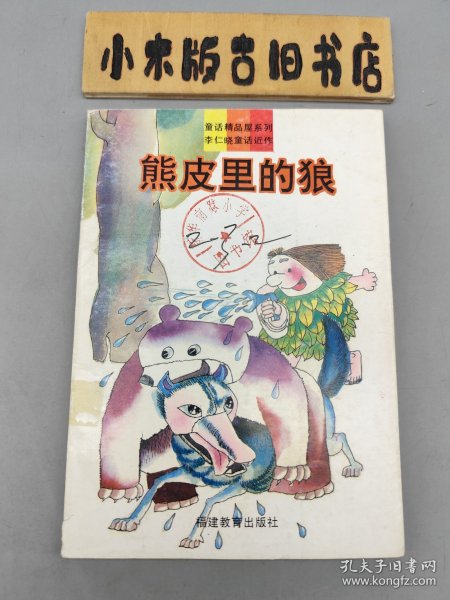 小木版古旧书店
童话精品屋系列
李仁晓童话近作
熊皮里的狼
福建教育出版社
孔夫子旧书网
www.kongfz.com